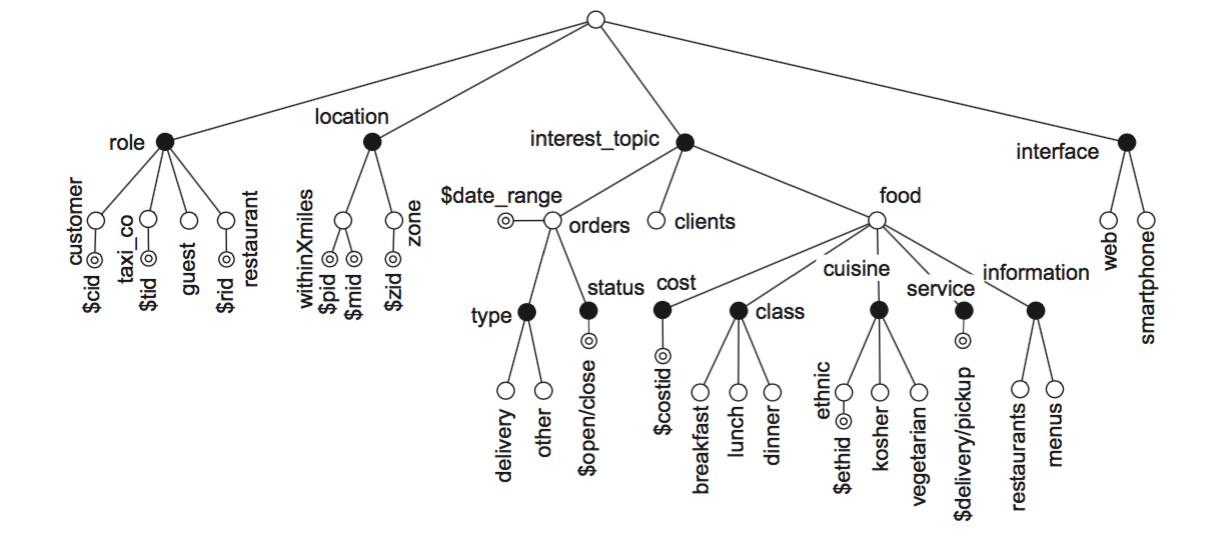 location
role
interest_topic
interface
customer
$cid
taxi_co
$tid
guest
$rid
restaurant
withinXmiles
$pid
$mid
$zid
zone
$date_range
orders
clients
food
web
smartphone
type
status
cost
class
cuisine
service
information
delivery
other
$open/close
$costid
breakfast
lunch
dinner
ethnic
$ethid
kosher
vegetarian
$delivery/pickup
restaurants
menus